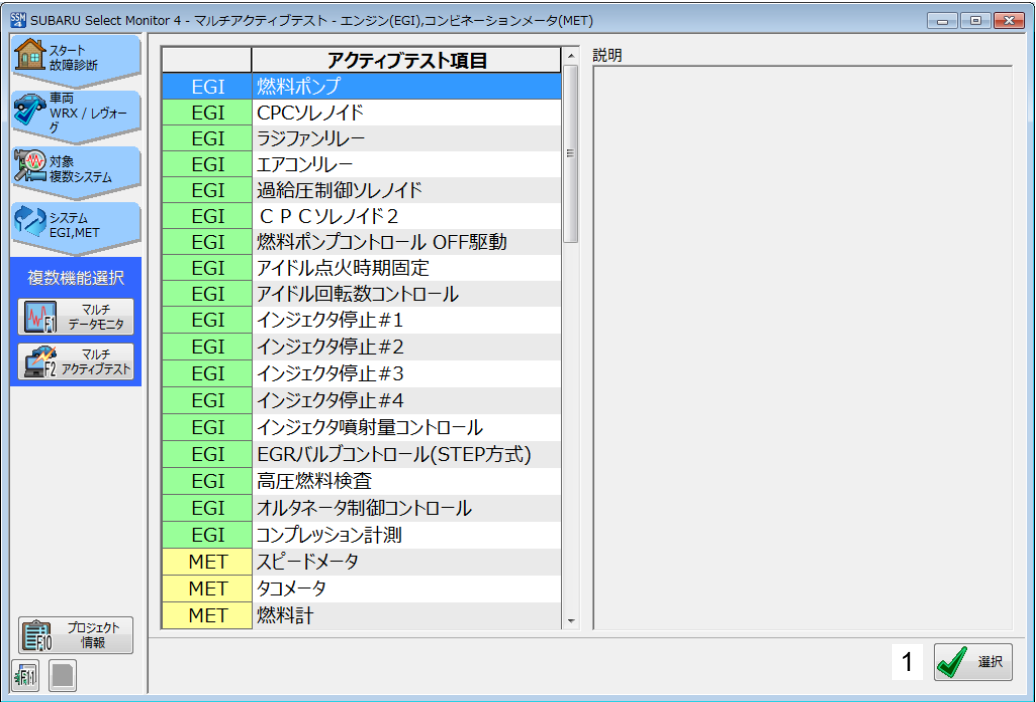 SUBARU Select Monitor 4 - マルチアクティブテスト - エンジン(EGI),コンビネーションメータ(MET)
スタート
故障診断
車両
WRX / レヴォー
グ
対象
複数システム
システム
EGI,MET
複数機能選択
F1 マルチ
データモニタ
F2 マルチ
アクティブテスト
F10 プロジェクト
情報
F11
アクティブテスト項目
EGI 燃料ポンプ
EGI CPCソレノイド
EGI ラジファンリレー
EGI エアコンリレー
EGI 過給圧制御ソレノイド
EGI ＣＰＣソレノイド２
EGI 燃料ポンプコントロール OFF駆動
EGI アイドル点火時期固定
EGI アイドル回転数コントロール
EGI インジェクタ停止#1
EGI インジェクタ停止#2
EGI インジェクタ停止#3
EGI インジェクタ停止#4
EGI インジェクタ噴射量コントロール
EGI EGRバルブコントロール(STEP方式)
EGI 高圧燃料検査
EGI オルタネータ制御コントロール
EGI コンプレッション計測
MET スピードメータ
MET タコメータ
MET 燃料計
説明
1 選択